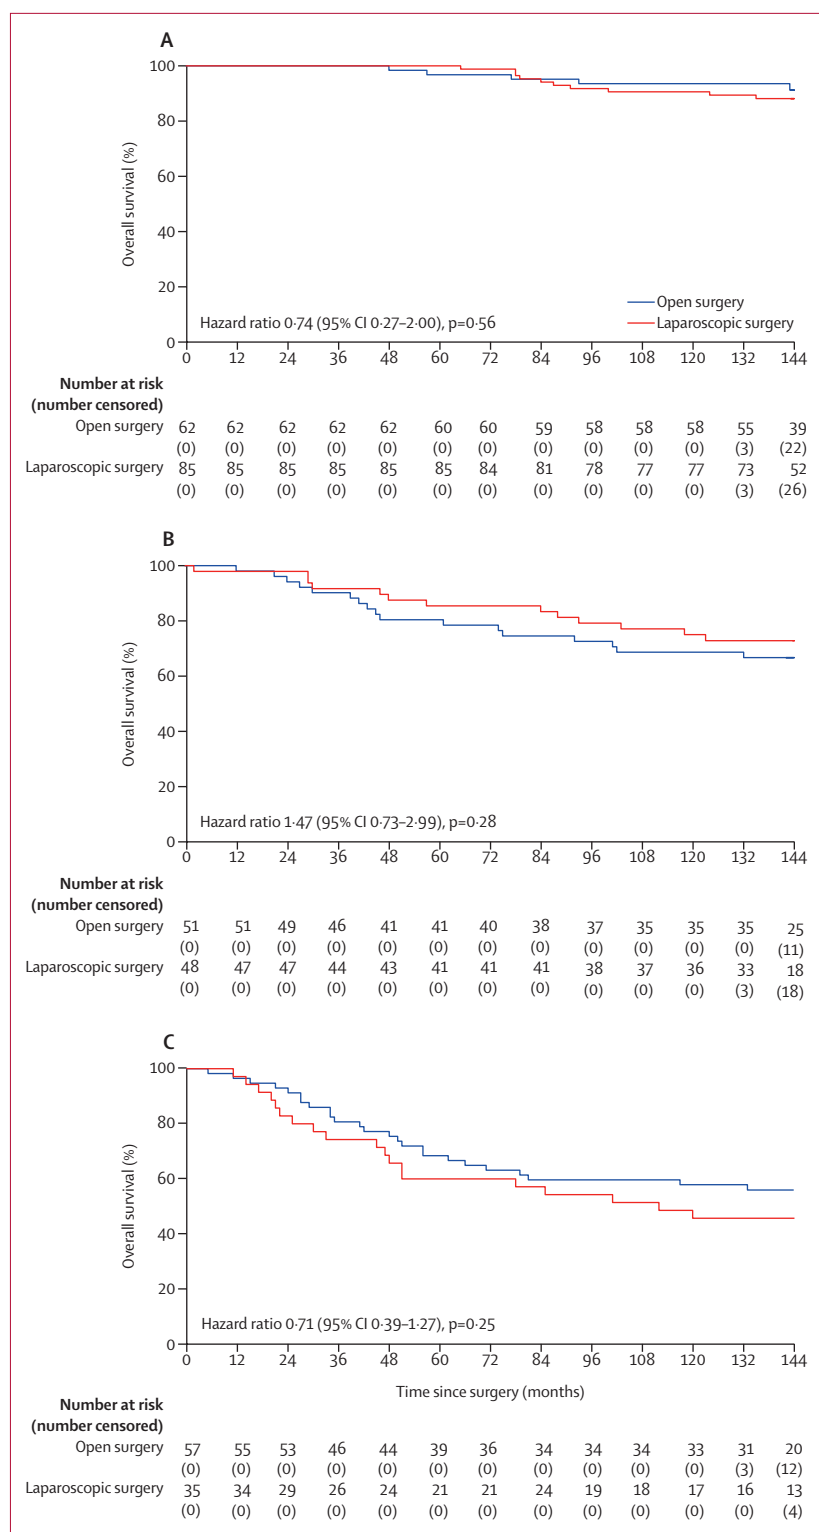 A
100
80
60
40
20
0
Overall survival (%)
Open surgery
Laparoscopic surgery
Hazard ratio 0·74 (95% CI 0·27–2·00), p=0·56
0 12 24 36 48 60 72 84 96 108 120 132 144
Number at risk
(number censored)
Open surgery 62 62 62 62 62 60 60 59 58 58 58 55 39
(0) (0) (0) (0) (0) (0) (0) (0) (0) (0) (0) (3) (22)
Laparoscopic surgery 85 85 85 85 85 85 84 81 78 77 77 73 52
(0) (0) (0) (0) (0) (0) (0) (0) (0) (0) (0) (3) (26)
B
100
80
60
40
20
0
Overall survival (%)
Hazard ratio 1·47 (95% CI 0·73–2·99), p=0·28
0 12 24 36 48 60 72 84 96 108 120 132 144
Number at risk
(number censored)
Open surgery 51 51 49 46 41 41 40 38 37 35 35 35 25
(0) (0) (0) (0) (0) (0) (0) (0) (0) (0) (0) (0) (11)
Laparoscopic surgery 48 47 47 44 43 41 41 41 38 37 36 33 18
(0) (0) (0) (0) (0) (0) (0) (0) (0) (0) (0) (3) (18)
C
100
80
60
40
20
0
Overall survival (%)
Hazard ratio 0·71 (95% CI 0·39–1·27), p=0·25
0 12 24 36 48 60 72 84 96 108 120 132 144
Time since surgery (months)
Number at risk
(number censored)
Open surgery 57 55 53 46 44 39 36 34 34 34 33 31 20
(0) (0) (0) (0) (0) (0) (0) (0) (0) (0) (0) (3) (12)
Laparoscopic surgery 35 34 29 26 24 21 21 24 19 18 17 16 13
(0) (0) (0) (0) (0) (0) (0) (0) (0) (0) (0) (0) (4)